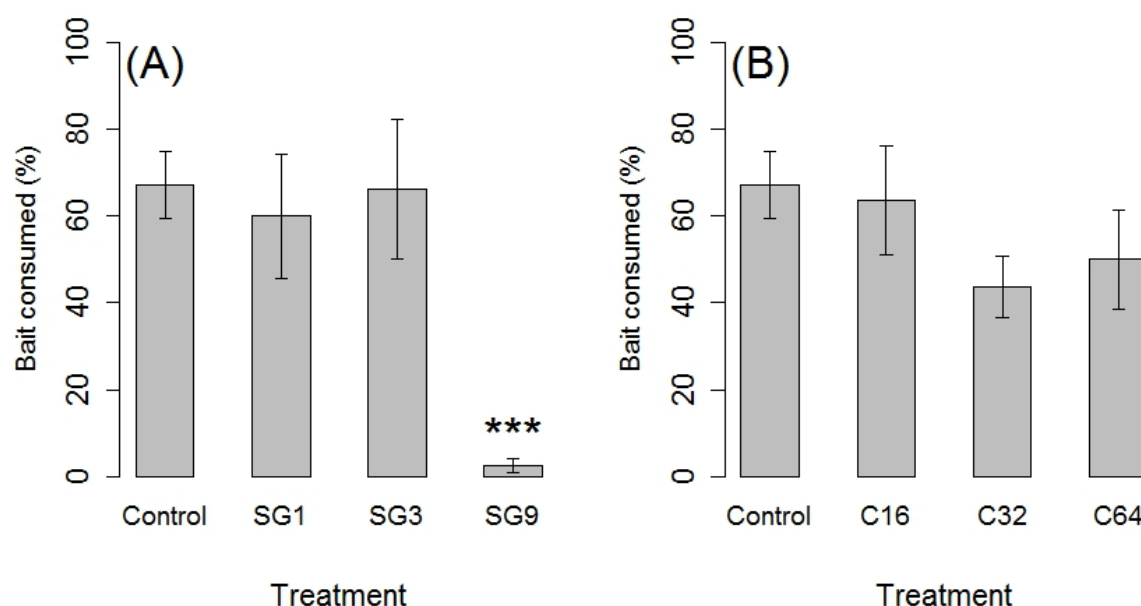 (A)
Bait consumed (%)
100
80
60
40
20
0
***
Control SG1 SG3 SG9
Treatment
(B)
Bait consumed (%)
100
80
60
40
20
0
Control C16 C32 C64
Treatment